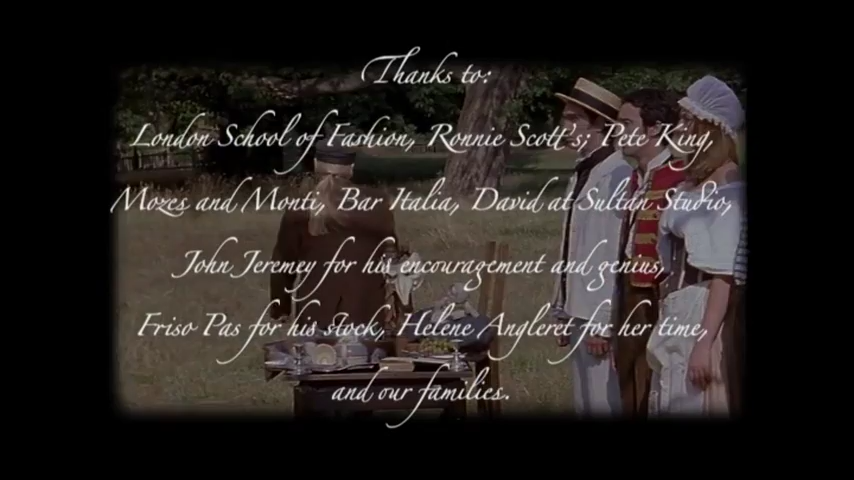 Thanks to:
London School of Fashion, Ronnie Scott's; Pete King,
Mozes and Monti, Bar Italia, David at Sultan Studio,
John Jeremey for his encouragement and genius,
Friso Pas for his stock, Helene Angleret for her time,
and our families.